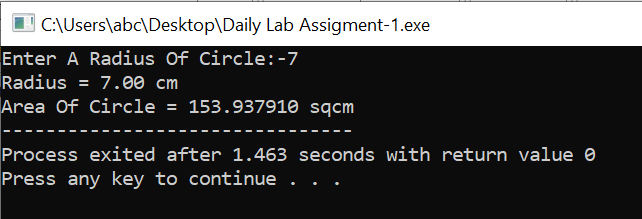 C:\Users\abc\Desktop\Daily Lab Assigment-1.exe
Enter A Radius Of Circle:-7
Radius = 7.00 cm
Area Of Circle = 153.937910 sqcm
--------------------------------
Process exited after 1.463 seconds with return value 0
Press any key to continue . . .